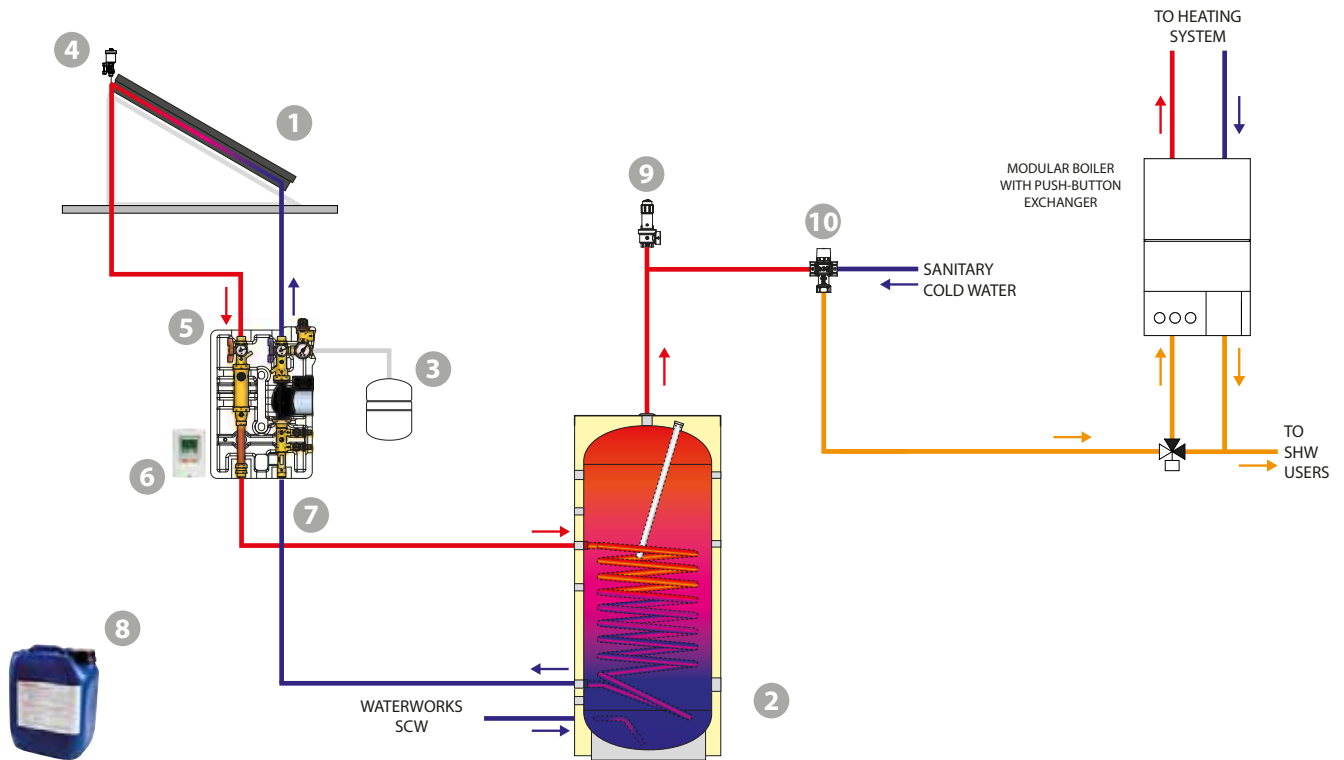 TO HEATING
SYSTEM
4
1
MODULAR BOILER
WITH PUSH-BUTTON
EXCHANGER
9
10
SANITARY
COLD WATER
5
3
6
7
TO
SHW
USERS
8
2
WATERWORKS
SCW